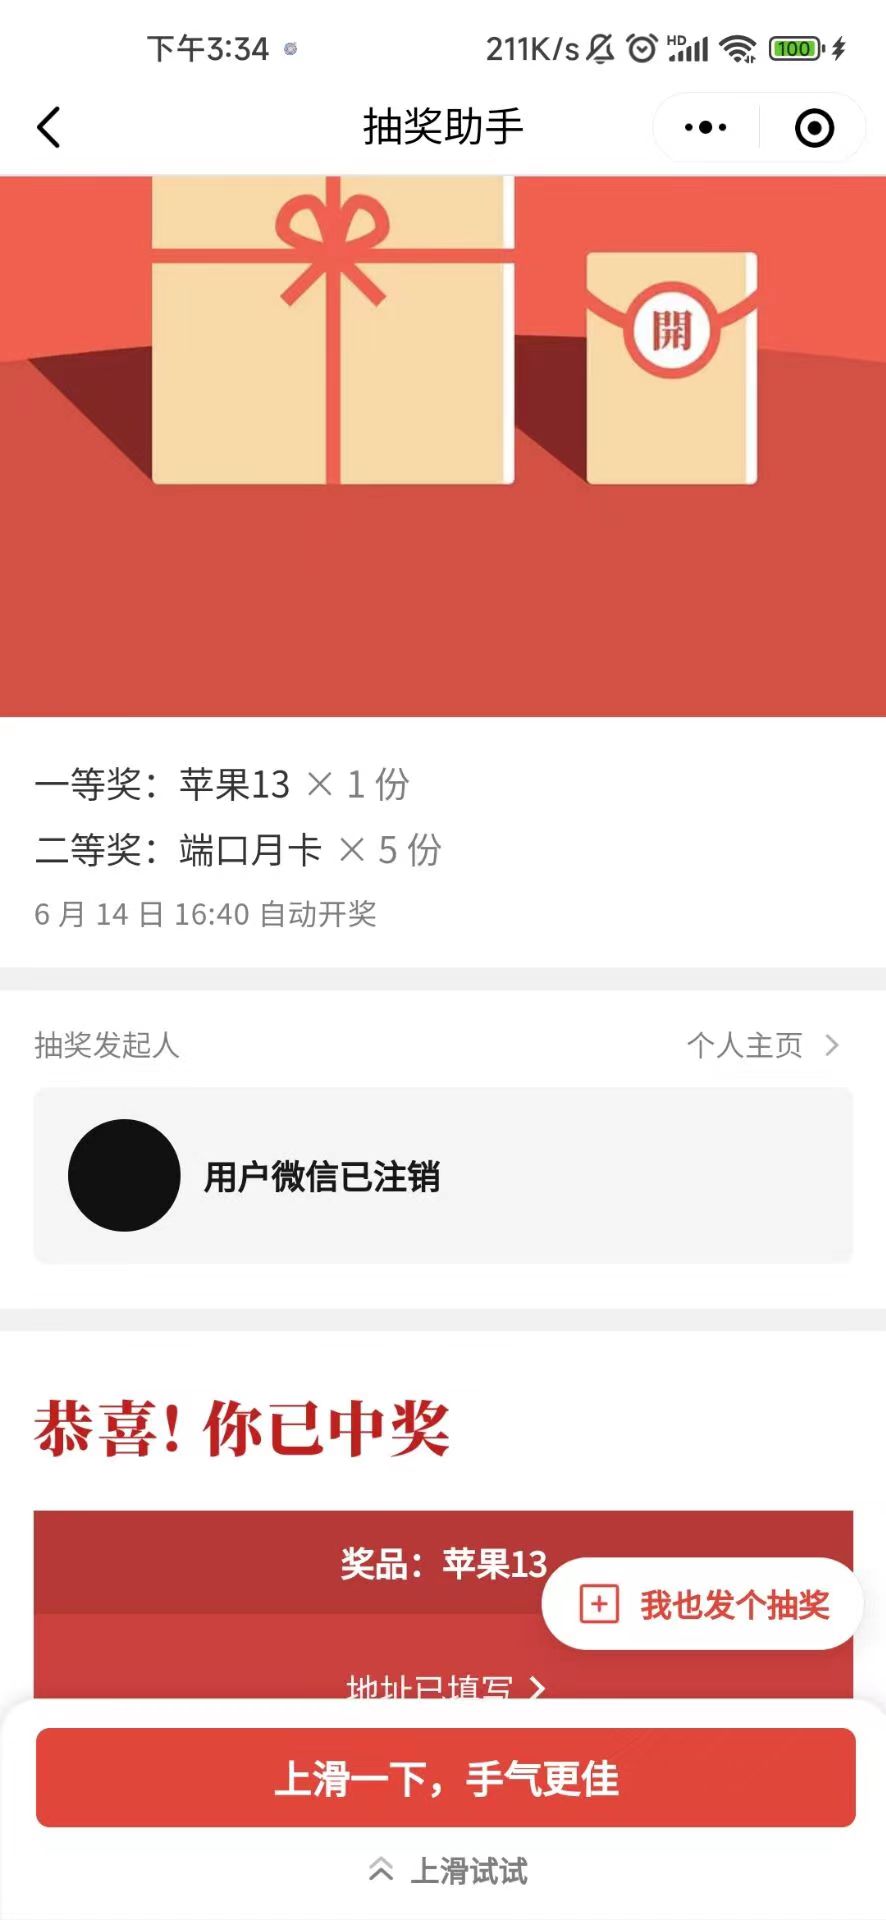 下午3:34
211K/s HD 100
抽奖助手
開
一等奖：苹果13 × 1 份
二等奖：端口月卡 × 5 份
6 月 14 日 16:40 自动开奖
抽奖发起人
个人主页
用户微信已注销
恭喜! 你已中奖
奖品：苹果13
我也发个抽奖
地址已填写
上滑一下，手气更佳
上滑试试